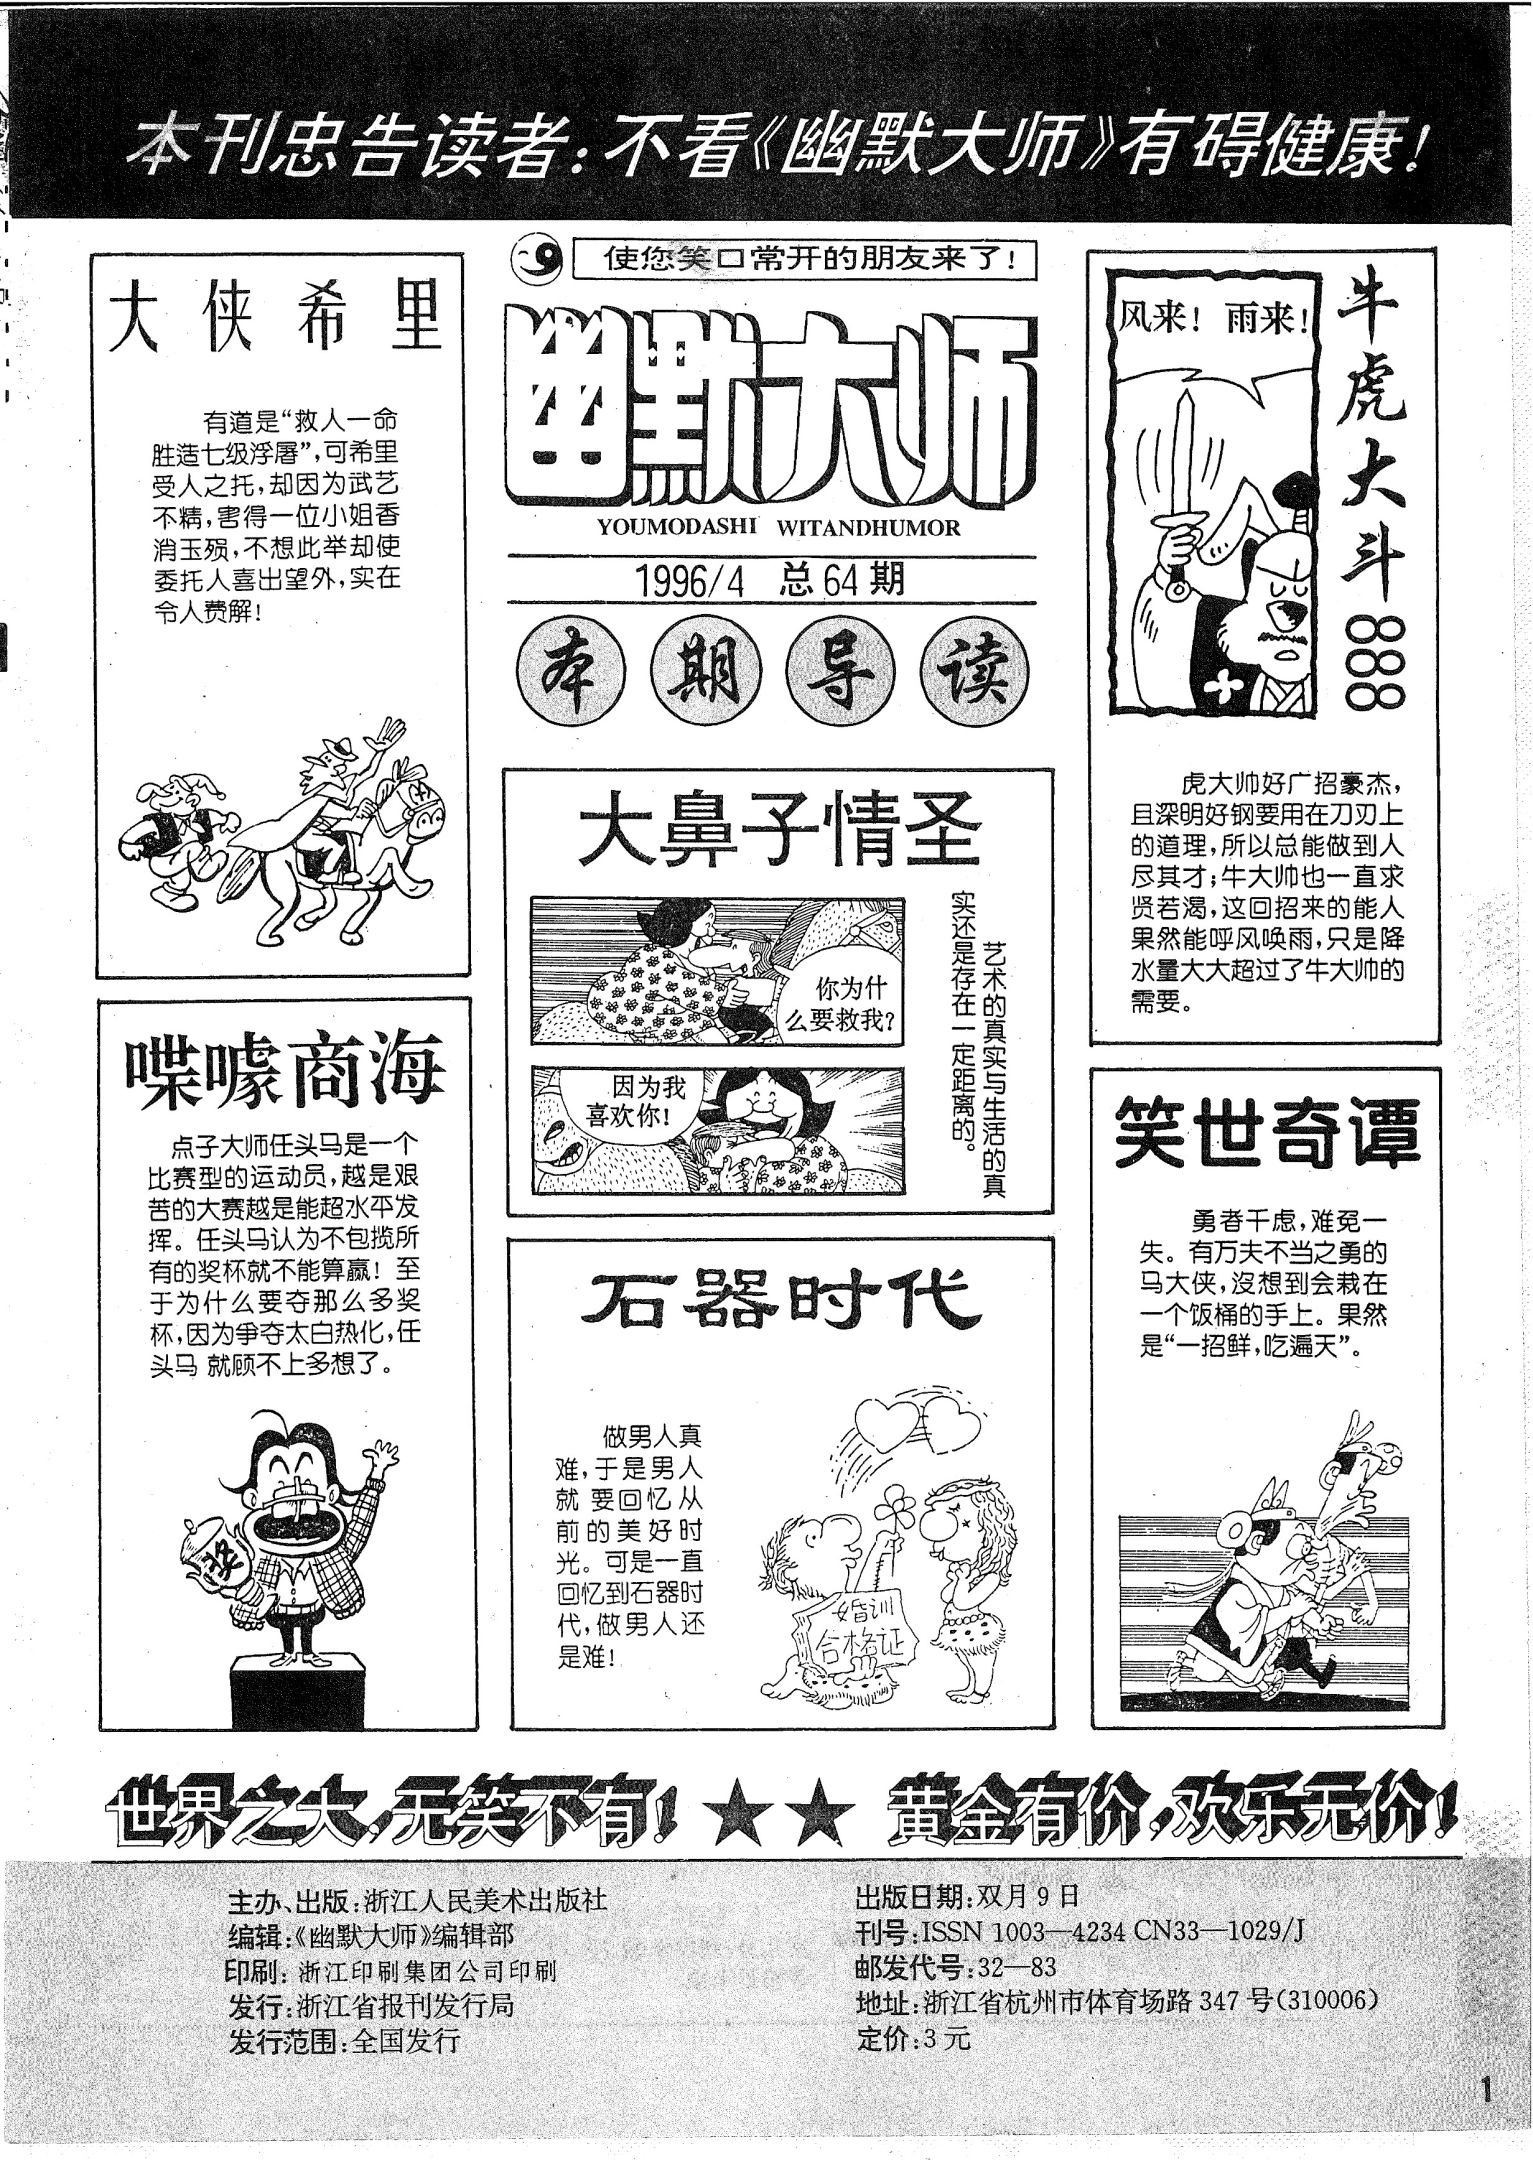 本刊忠告读者：不看《幽默大师》有碍健康！
使您笑口常开的朋友来了！
幽默大师
YOUMODASHI WITANDHUMOR
1996/4 总64期
本期导读
大侠希里
有道是“救人一命
胜造七级浮屠”，可希里
受人之托，却因为武艺
不精，害得一位小姐香
消玉殒，不想此举却使
委托人喜出望外，实在
令人费解！
喋噱商海
点子大师任头马是一个
比赛型的运动员，越是艰
苦的大赛越是能超水平发
挥。任头马认为不包揽所
有的奖杯就不能算赢！至
于为什么要夺那么多奖
杯，因为争夺太白热化，任
头马就顾不上多想了。
奖
大鼻子情圣
你为什
么要救我？
因为我
喜欢你！
艺术的真实与生活的真
实还是存在一定距离的。
石器时代
做男人真
难，于是男人
就要回忆从
前的美好时
光。可是一直
回忆到石器时
代，做男人还
是难！
婚训
合格证
牛虎大斗888
风来！雨来！
虎大帅好广招豪杰，
且深明好钢要用在刀刃上
的道理，所以总能做到人
尽其才；牛大帅也一直求
贤若渴，这回招来的能人
果然能呼风唤雨，只是降
水量大大超过了牛大帅的
需要。
笑世奇谭
勇者千虑，难免一
失。有万夫不当之勇的
马大侠，沒想到会栽在
一个饭桶的手上。果然
是“一招鲜，吃遍天”。
世界之大，无笑不有！★★ 黄金有价，欢乐无价！
主办、出版：浙江人民美术出版社
编辑：《幽默大师》编辑部
印刷：浙江印刷集团公司印刷
发行：浙江省报刊发行局
发行范围：全国发行
出版日期：双月9日
刊号：ISSN 1003—4234 CN33—1029/J
邮发代号：32—83
地址：浙江省杭州市体育场路347号（310006）
定价：3元
1